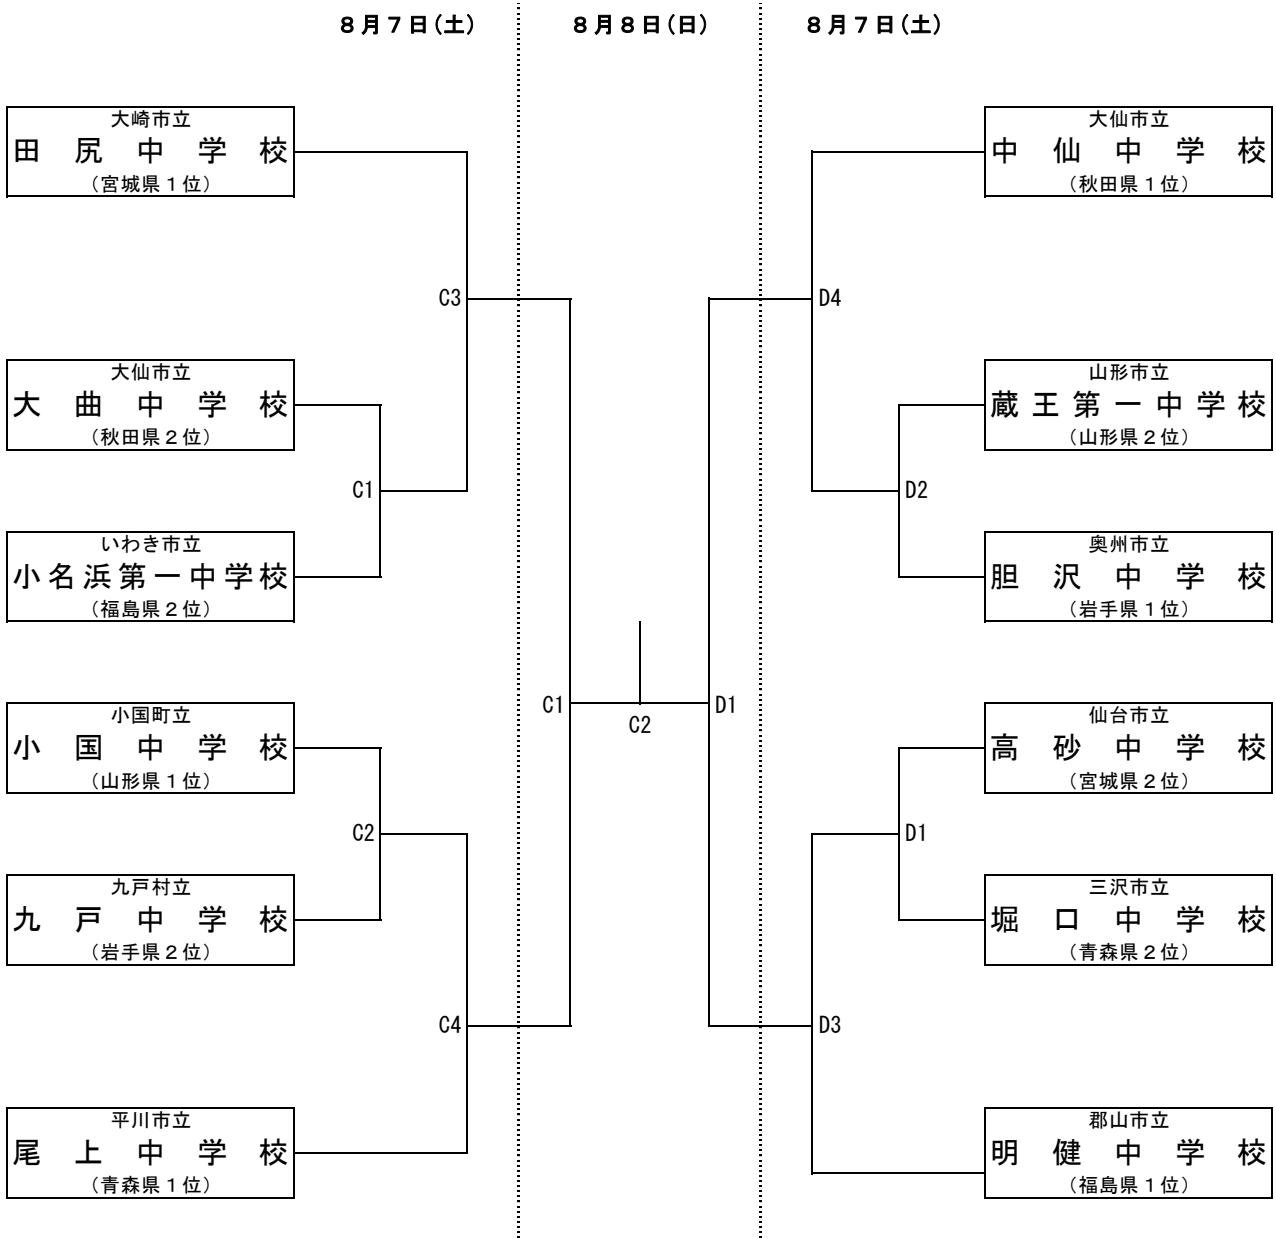 ８月７日（土）
８月８日（日）
８月７日（土）
大崎市立
田尻中学校
（宮城県１位）
C3
大仙市立
大曲中学校
（秋田県２位）
C1
いわき市立
小名浜第一中学校
（福島県２位）
小国町立
小国中学校
（山形県１位）
C2
九戸村立
九戸中学校
（岩手県２位）
C4
平川市立
尾上中学校
（青森県１位）
C1
C2
D1
大仙市立
中仙中学校
（秋田県１位）
D4
山形市立
蔵王第一中学校
（山形県２位）
D2
奥州市立
胆沢中学校
（岩手県１位）
仙台市立
高砂中学校
（宮城県２位）
D1
三沢市立
堀口中学校
（青森県２位）
D3
郡山市立
明健中学校
（福島県１位）